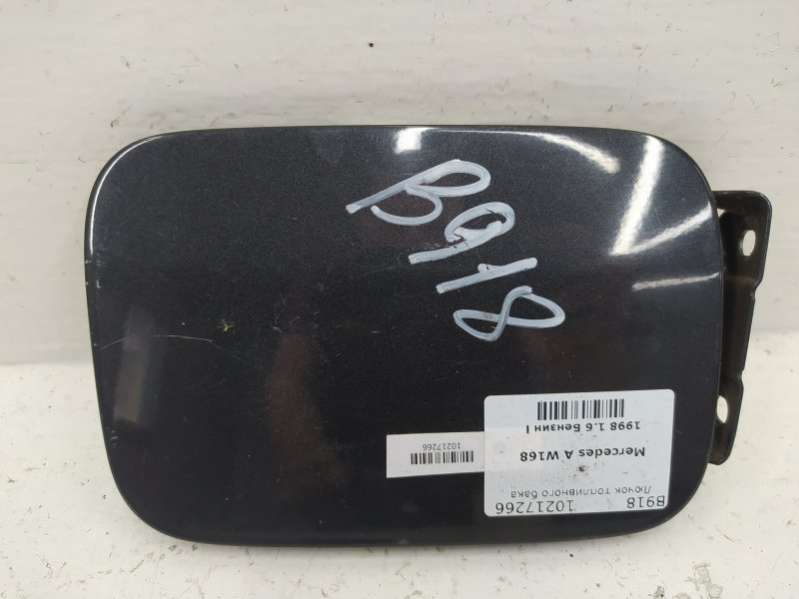 B918
B918
10217266
Лючок топливного бака
Mercedes A W168
1998 1.6 Бензин I
10217266